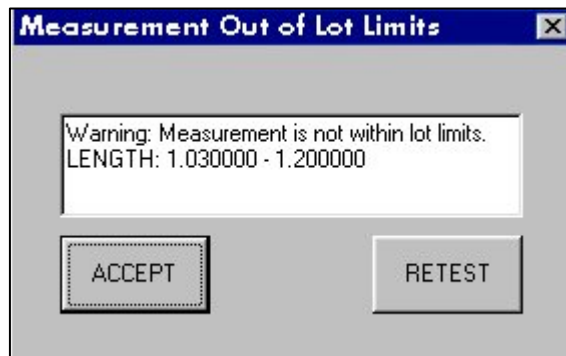 Measurement Out of Lot Limits
Warning: Measurement is not within lot limits.
LENGTH: 1.030000 - 1.200000
ACCEPT
RETEST